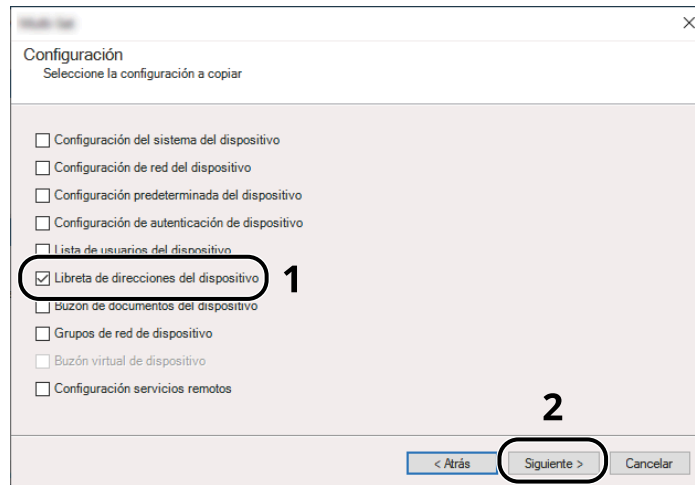 Configuración
Seleccione la configuración a copiar
Configuración del sistema del dispositivo
Configuración de red del dispositivo
Configuración predeterminada del dispositivo
Configuración de autenticación de dispositivo
Lista de usuarios del dispositivo
Libreta de direcciones del dispositivo
1
Buzón de documentos del dispositivo
Grupos de red de dispositivo
Buzón virtual de dispositivo
Configuración servicios remotos
2
< Atrás Siguiente > Cancelar